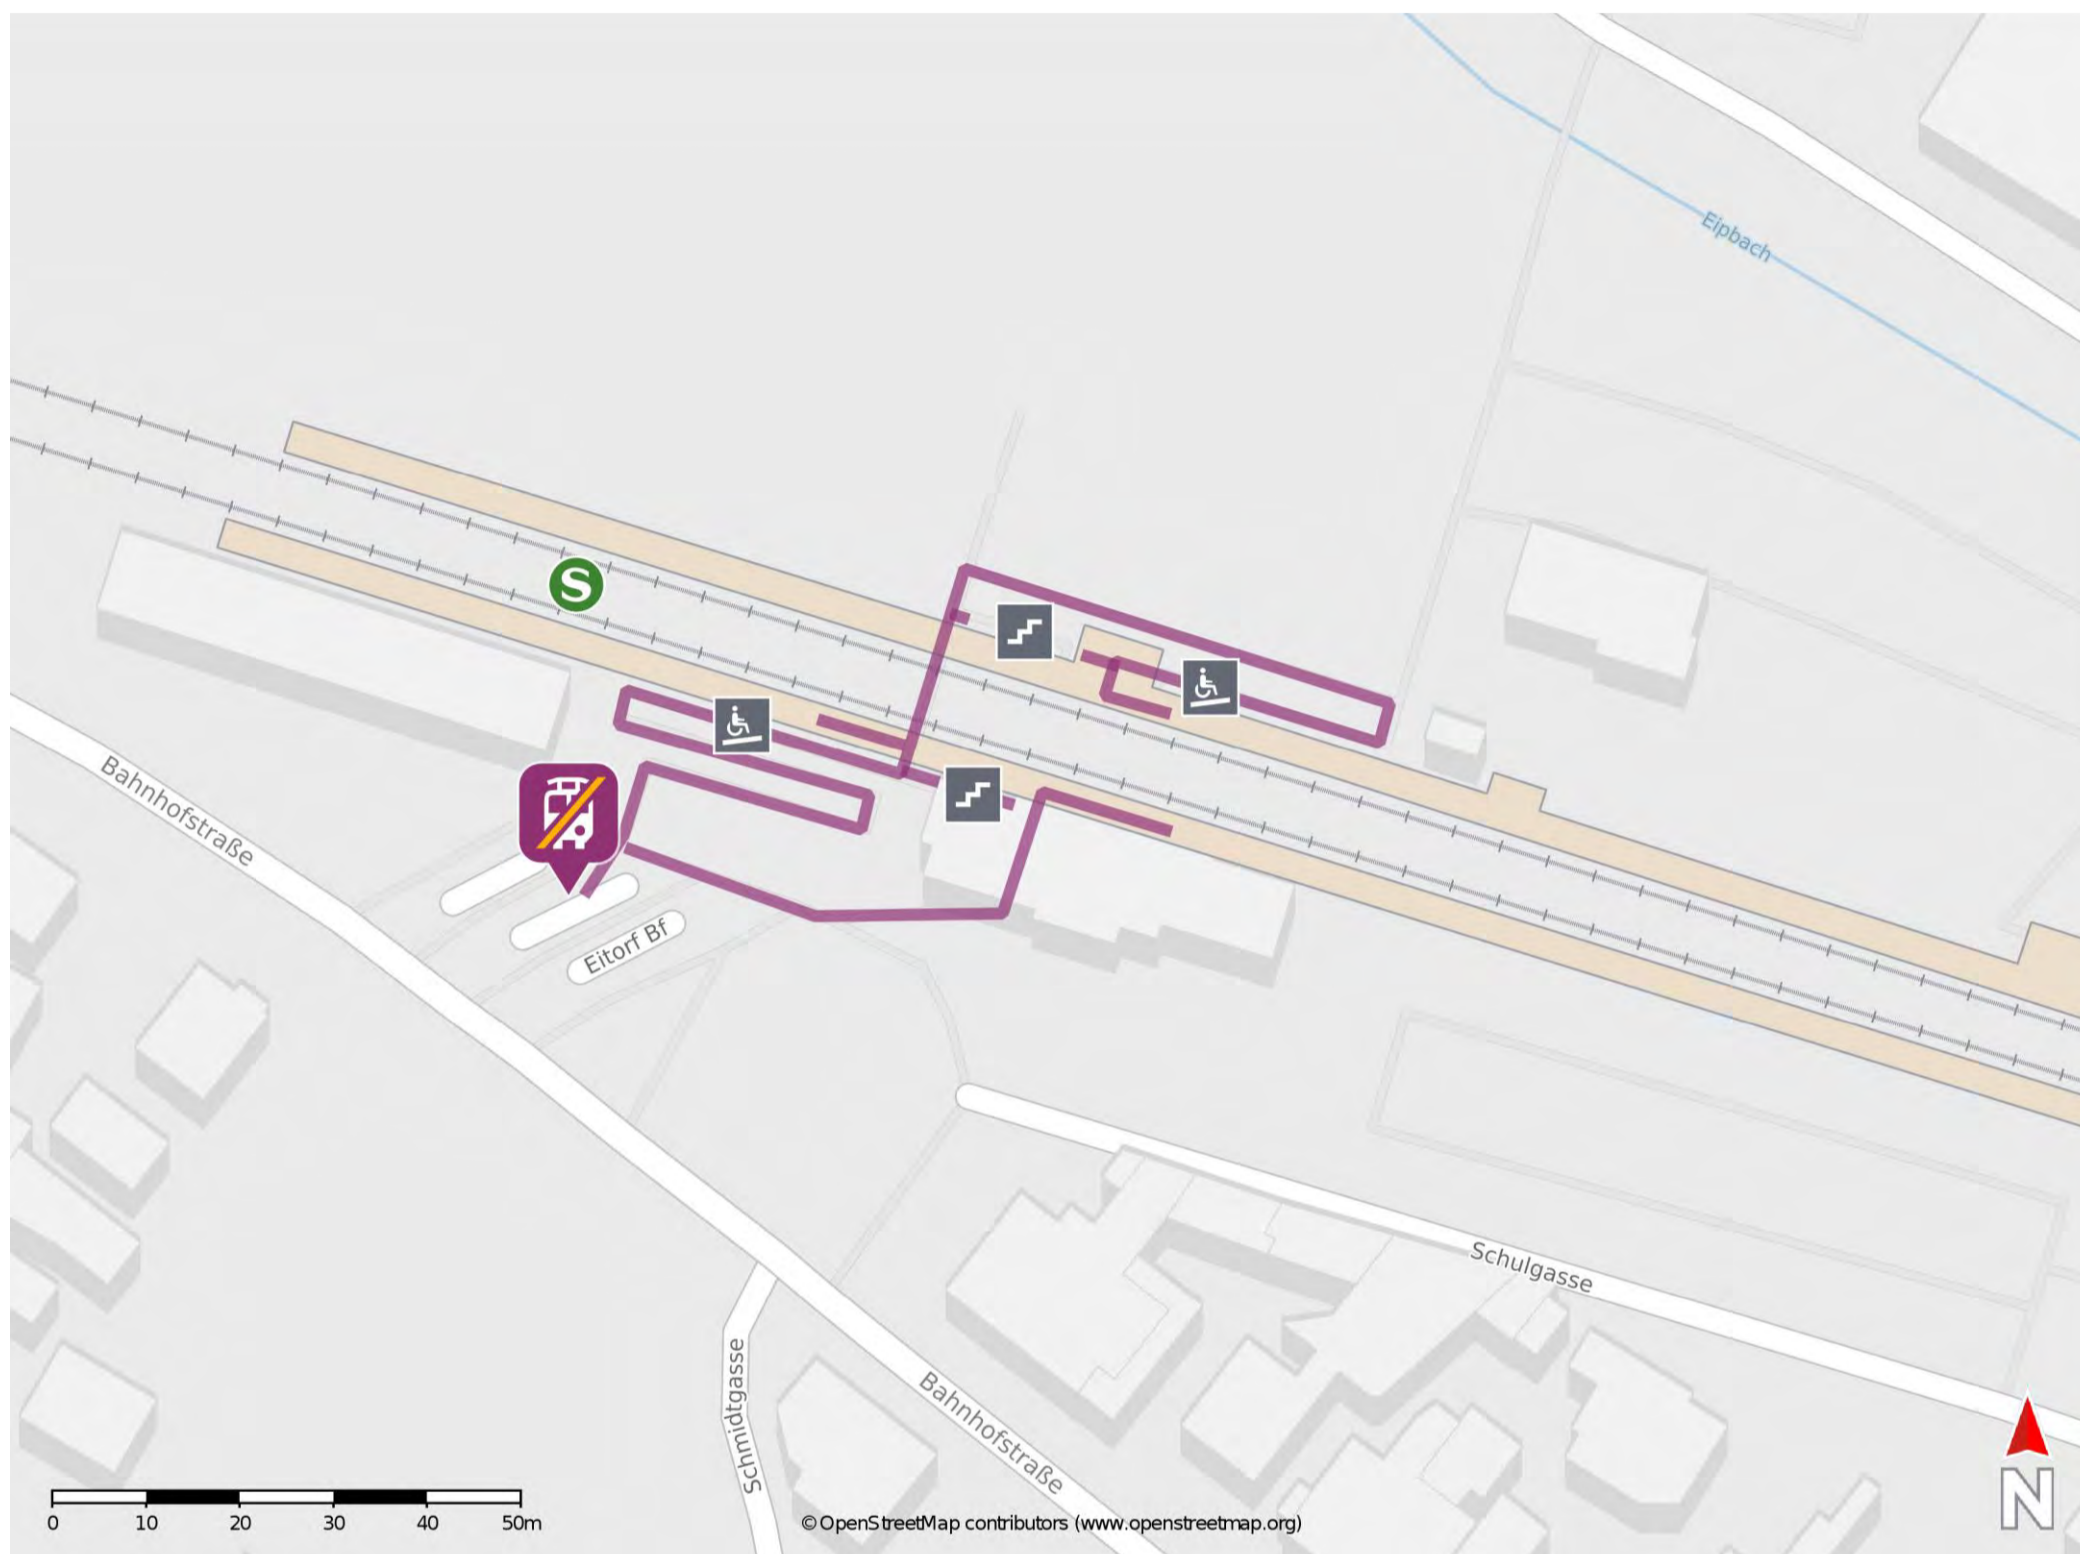 Eipbach
S
Bahnhofstraße
Eitorf Bf
Schulgasse
Schmidtgasse
Bahnhofstraße
0 10 20 30 40 50m
©OpenStreetMap contributors (www.openstreetmap.org)
N